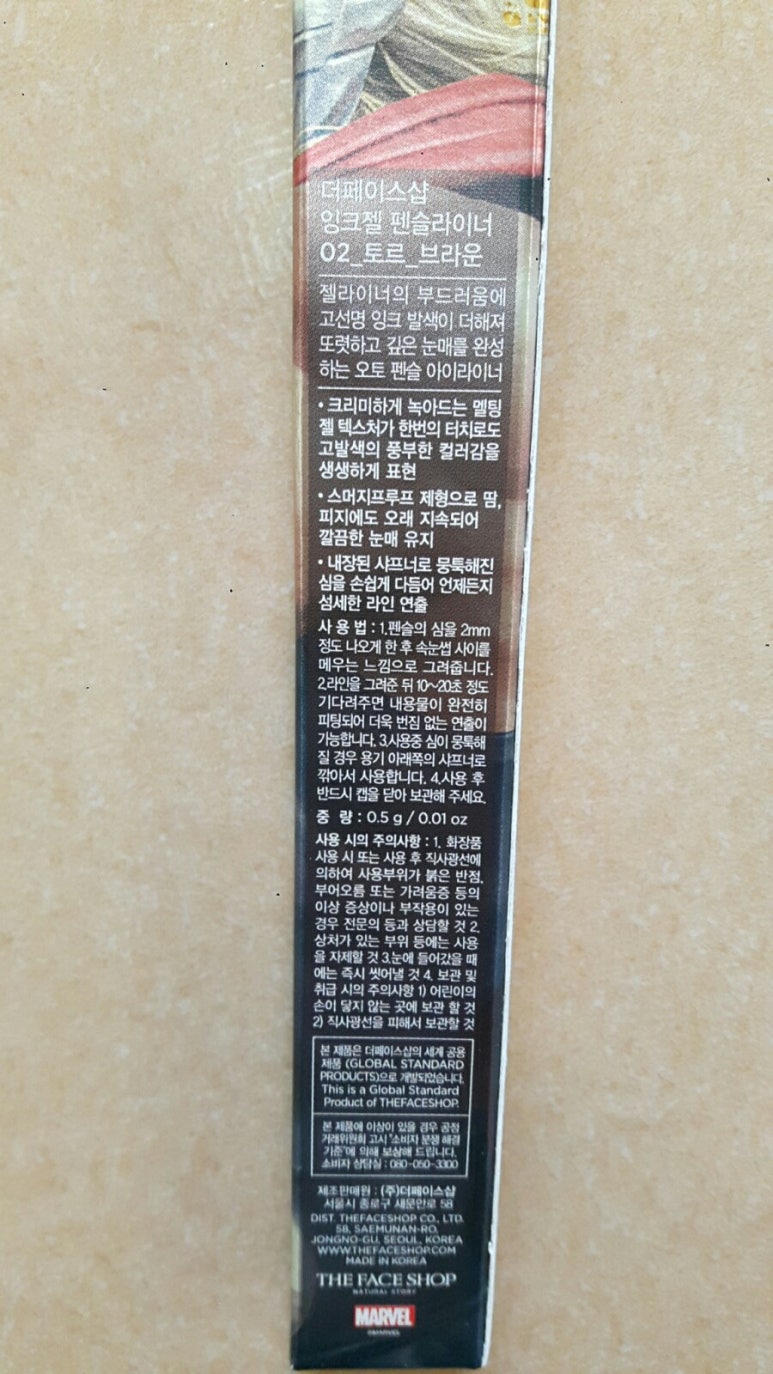 더페이스샵
잉크젤 펜슬라이너
02_토르_브라운
젤라이너의 부드러움에
고선명 잉크 발색이 더해져
또렷하고 깊은 눈매를 완성
하는 오토 펜슬 아이라이너
• 크리미하게 녹아드는 멜팅
젤 텍스처가 한번의 터치로도
고발색의 풍부한 컬러감을
생생하게 표현
• 스머지프루프 제형으로 땀,
피지에도 오래 지속되어
깔끔한 눈매 유지
• 내장된 샤프너로 뭉툭해진
심을 손쉽게 다듬어 언제든지
섬세한 라인 연출
사 용 법 : 1.펜슬의 심을 2mm
정도 나오게 한 후 속눈썹 사이를
메우는 느낌으로 그려줍니다.
2.라인을 그려준 뒤 10~20초 정도
기다려주면 내용물이 완전히
피팅되어 더욱 번짐 없는 연출이
가능합니다. 3.사용중 심이 뭉툭해
질 경우 용기 아래쪽의 샤프너로
깎아서 사용합니다. 4.사용 후
반드시 캡을 닫아 보관해 주세요.
중 량 : 0.5 g / 0.01 oz
사용 시의 주의사항 : 1. 화장품
사용 시 또는 사용 후 직사광선에
의하여 사용부위가 붉은 반점,
부어오름 또는 가려움증 등의
이상 증상이나 부작용이 있는
경우 전문의 등과 상담할 것 2.
상처가 있는 부위 등에는 사용
을 자제할 것 3.눈에 들어갔을 때
에는 즉시 씻어낼 것 4. 보관 및
취급 시의 주의사항 1) 어린이의
손이 닿지 않는 곳에 보관 할 것
2) 직사광선을 피해서 보관할 것
본 제품은 더페이스샵의 세계 공용
제품 (GLOBAL STANDARD
PRODUCTS)으로 개발되었습니다.
This is a Global Standard
Product of THEFACESHOP.
본 제품에 이상이 있을 경우 공정
거래위원회 고시 "소비자 분쟁 해결
기준"에 의해 보상해 드립니다.
소비자 상담실 : 080-050-3300
제조판매원 : (주)더페이스샵
서울시 종로구 새문안로 58
DIST. THEFACESHOP CO., LTD.
58, SAEMUNAN-RO,
JONGNO-GU, SEOUL, KOREA
WWW.THEFACESHOP.COM
MADE IN KOREA
THE FACE SHOP
NATURAL STORY
MARVEL
©MARVEL